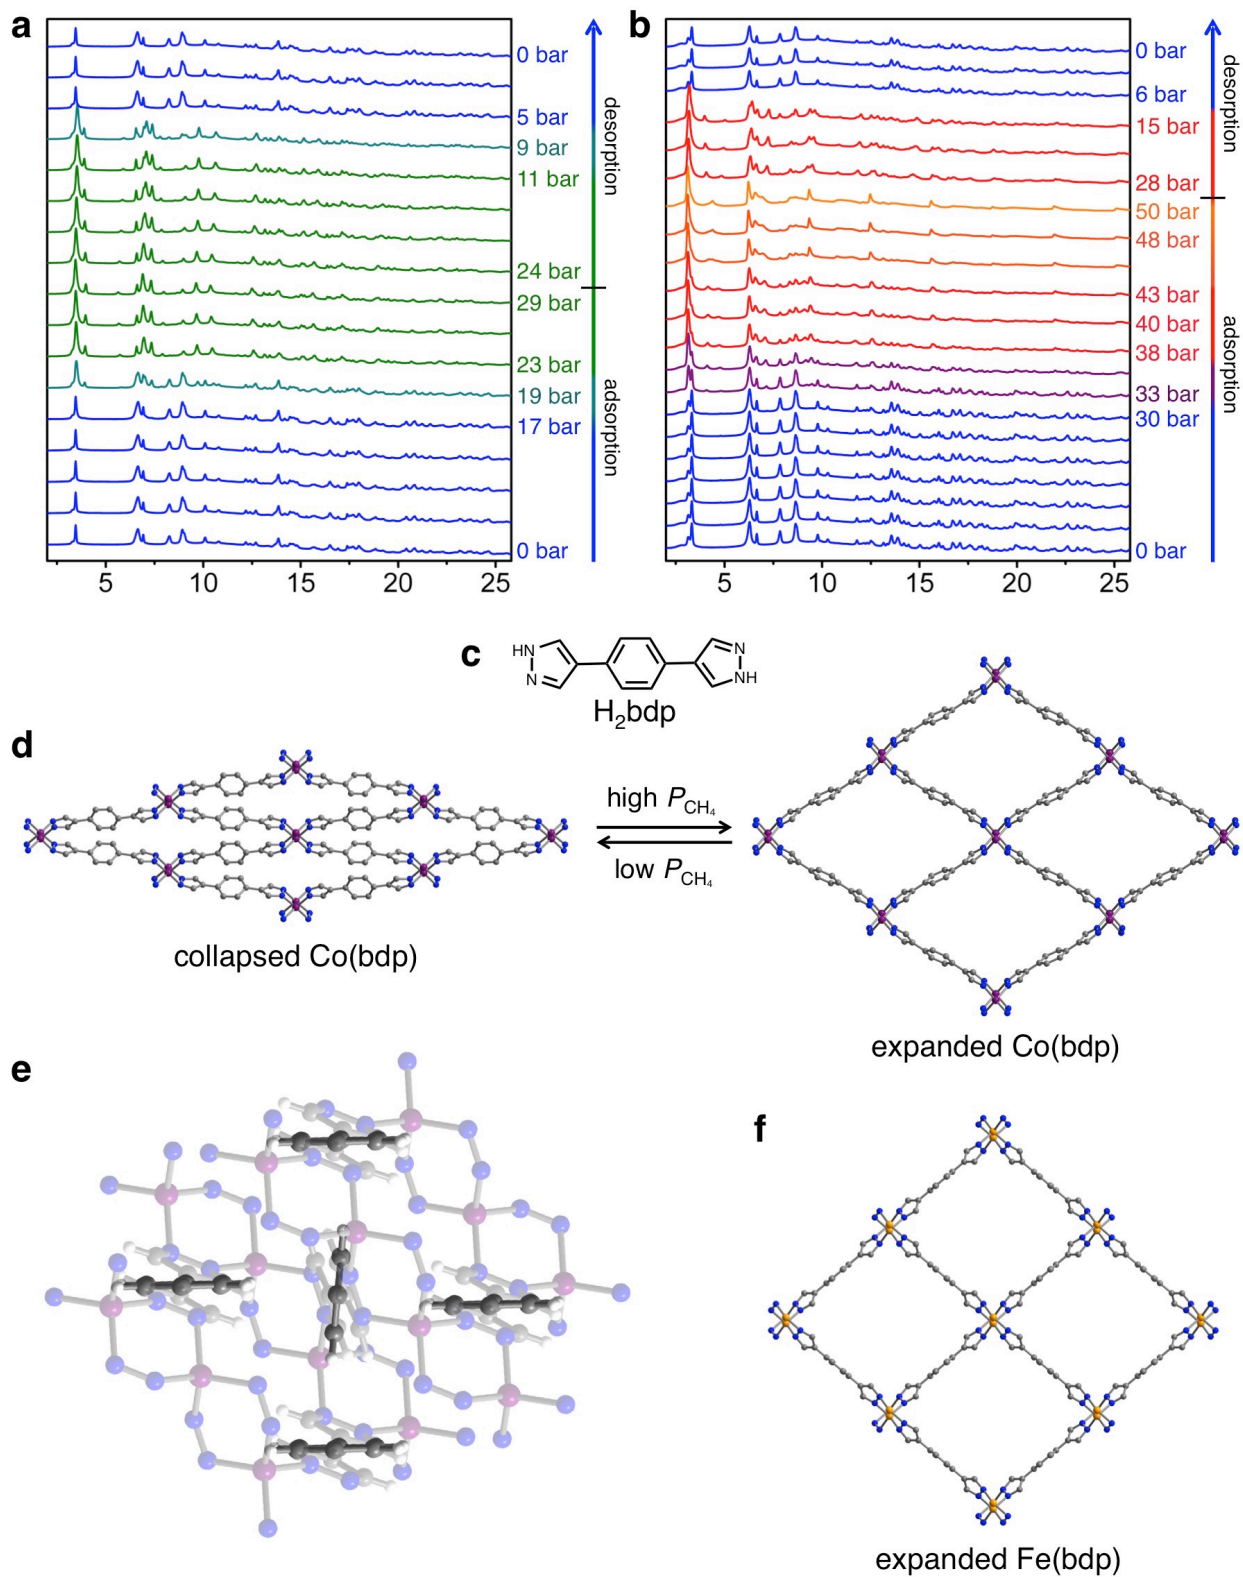 a
0 bar
5 bar
9 bar
11 bar
24 bar
29 bar
23 bar
19 bar
17 bar
0 bar
desorption
adsorption
5 10 15 20 25
b
0 bar
6 bar
15 bar
28 bar
50 bar
48 bar
43 bar
40 bar
38 bar
33 bar
30 bar
0 bar
desorption
adsorption
5 10 15 20 25
c
HN
N
N
NH
H₂bdp
d
high P_CH₄
low P_CH₄
collapsed Co(bdp)
expanded Co(bdp)
e
f
expanded Fe(bdp)